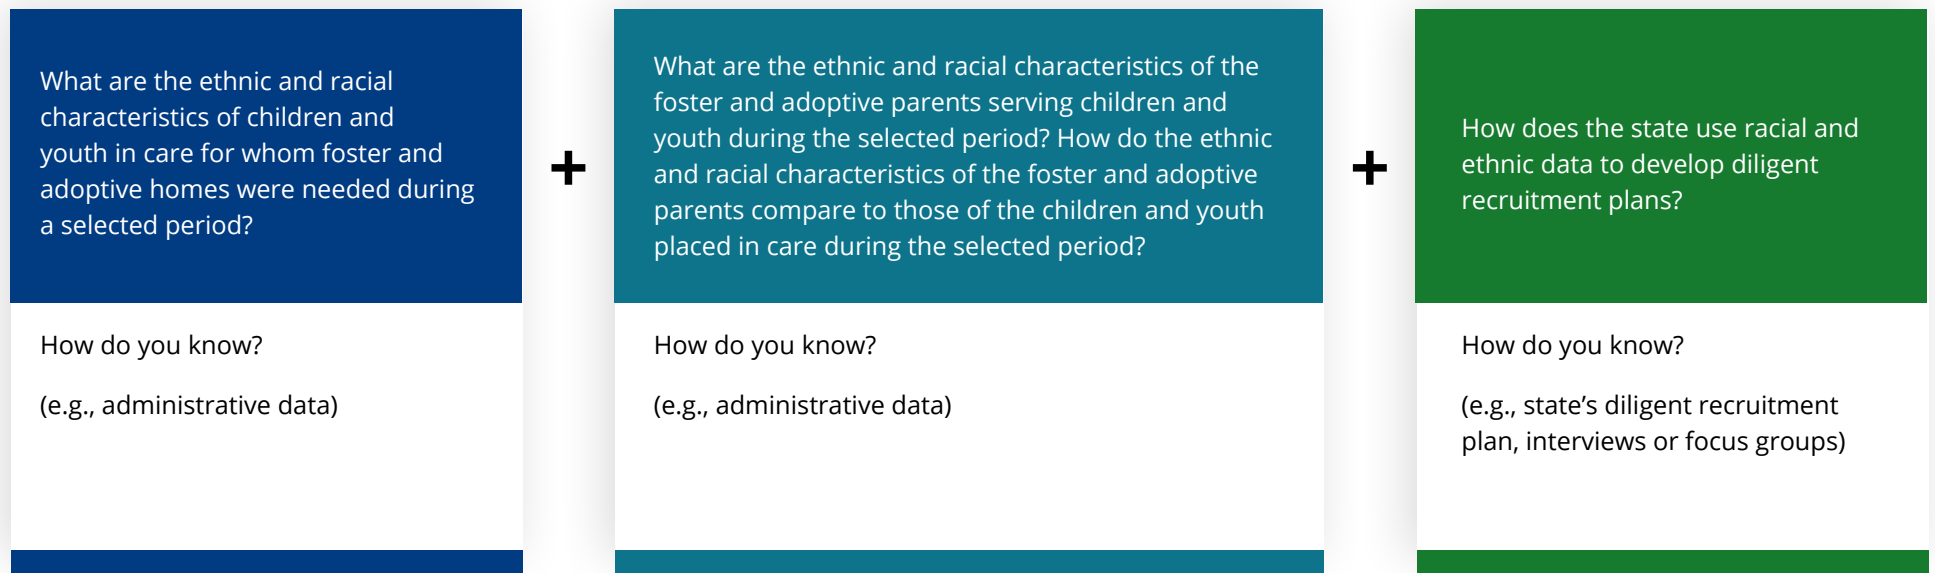 What are the ethnic and racial
characteristics of children and
youth in care for whom foster and
adoptive homes were needed during
a selected period?
How do you know?
(e.g., administrative data)
+
What are the ethnic and racial characteristics of the
foster and adoptive parents serving children and
youth during the selected period? How do the ethnic
and racial characteristics of the foster and adoptive
parents compare to those of the children and youth
placed in care during the selected period?
How do you know?
(e.g., administrative data)
+
How does the state use racial and
ethnic data to develop diligent
recruitment plans?
How do you know?
(e.g., state’s diligent recruitment
plan, interviews or focus groups)